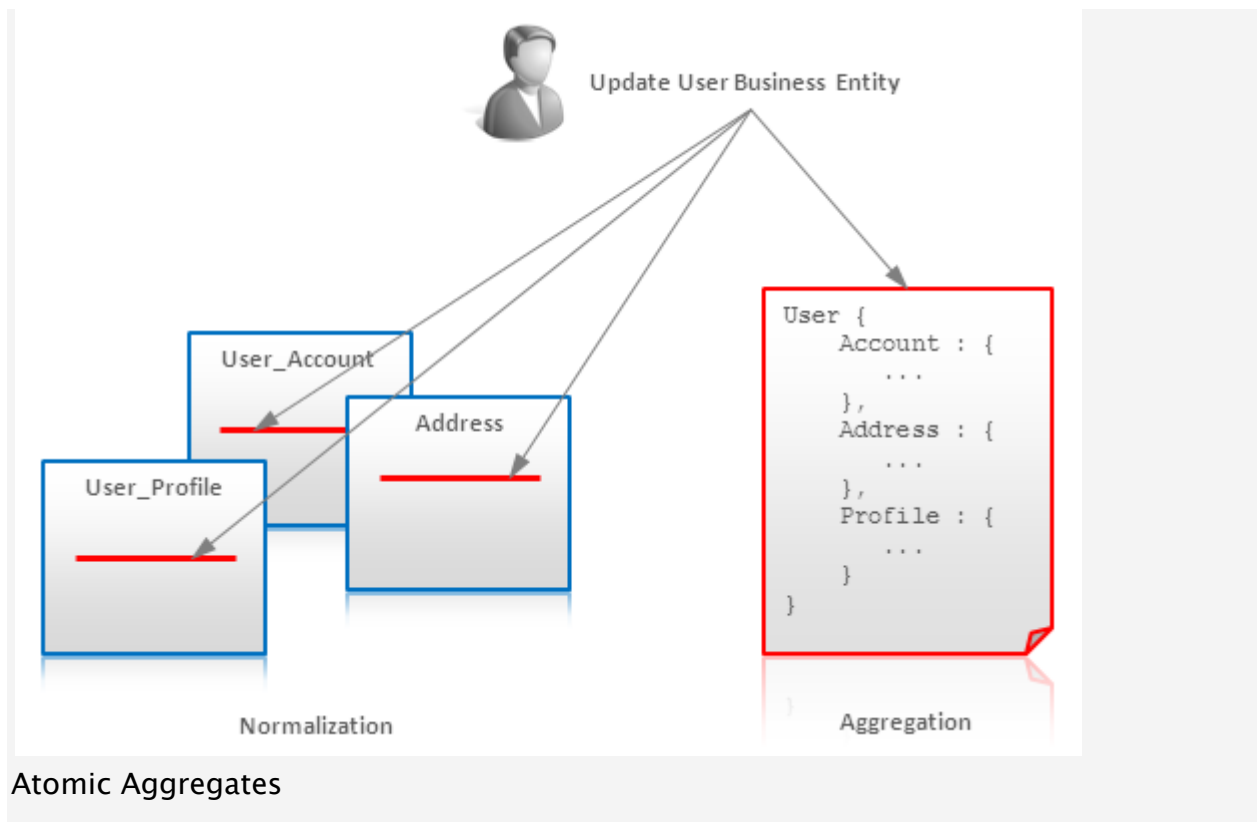 Update User Business Entity
User_Account
Address
User_Profile
User {
Account : {
...
},
Address : {
...
},
Profile : {
...
}
}
}
Normalization
Aggregation
Atomic Aggregates